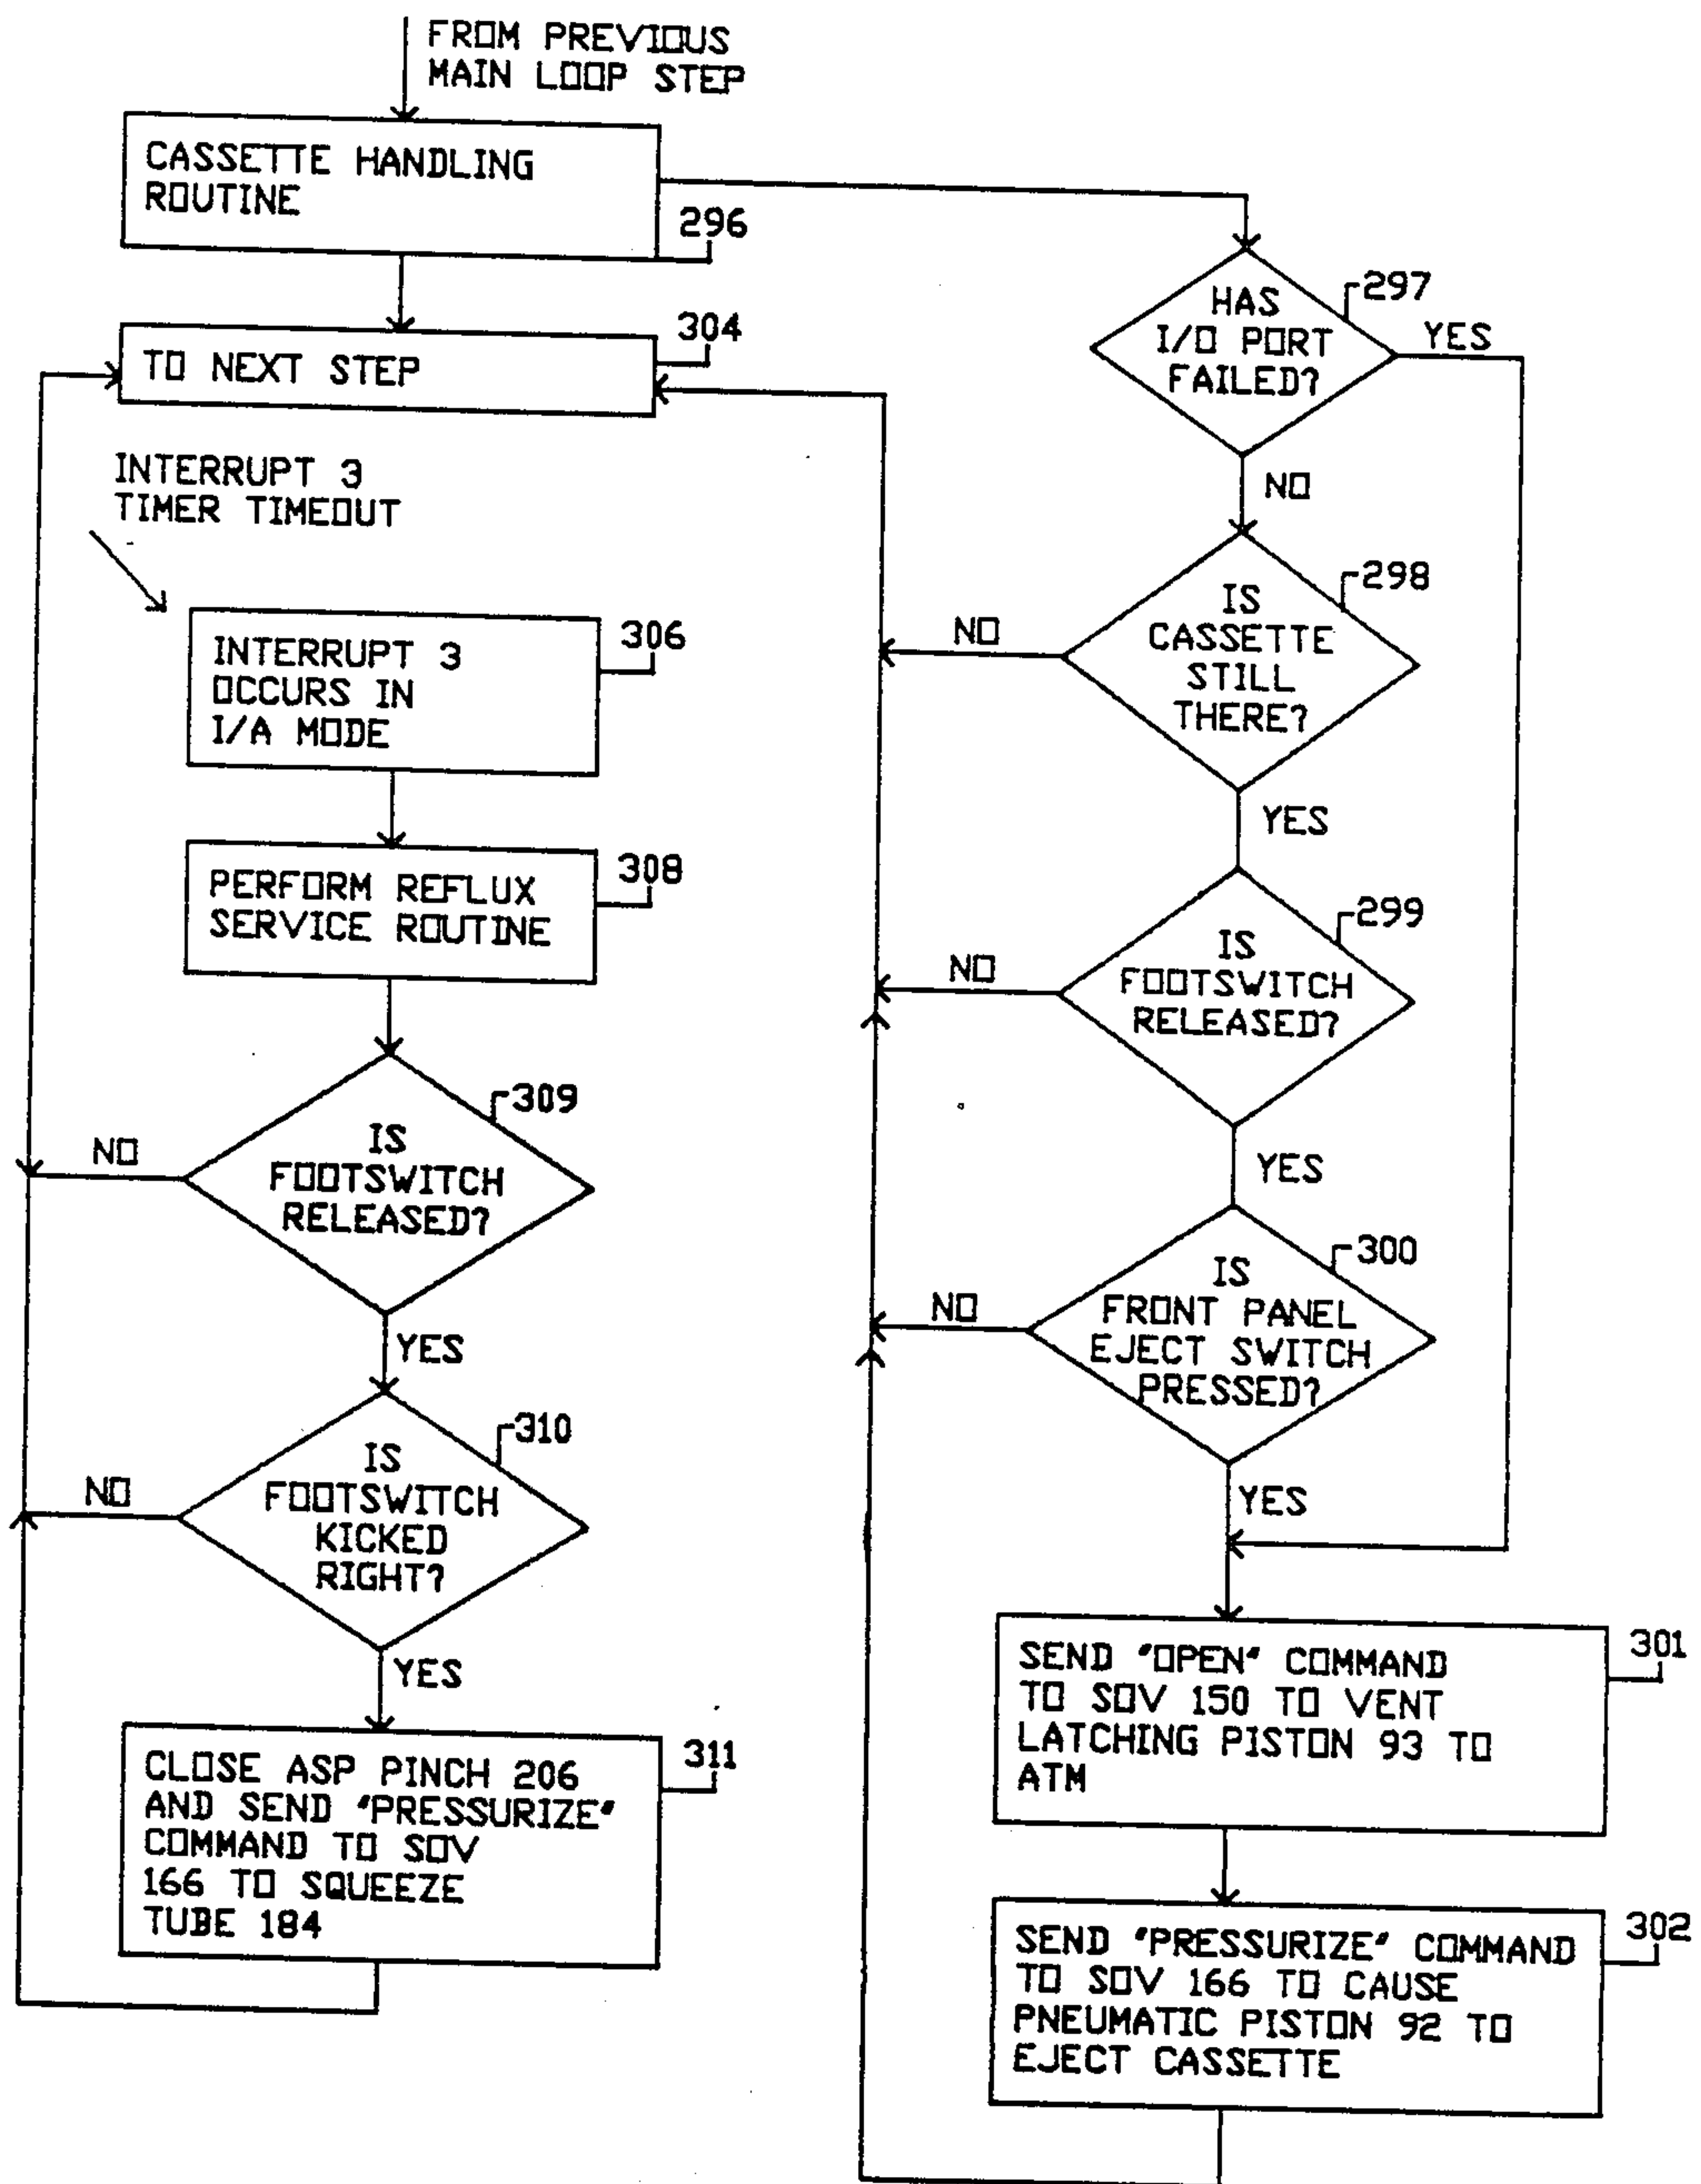 FROM PREVIOUS
MAIN LOOP STEP
CASSETTE HANDLING
ROUTINE
296
304
TO NEXT STEP
HAS
I/O PORT
FAILED?
297
YES
NO
INTERRUPT 3
TIMER TIMEOUT
IS
CASSETTE
STILL
THERE?
298
NO
YES
306
INTERRUPT 3
OCCURS IN
I/A MODE
308
PERFORM REFLUX
SERVICE ROUTINE
IS
FOOTSWITCH
RELEASED?
299
NO
YES
309
IS
FOOTSWITCH
RELEASED?
NO
YES
300
IS
FRONT PANEL
EJECT SWITCH
PRESSED?
NO
YES
310
IS
FOOTSWITCH
KICKED
RIGHT?
NO
YES
301
SEND "OPEN" COMMAND
TO SOV 150 TO VENT
LATCHING PISTON 93 TO
ATM
311
CLOSE ASP PINCH 206
AND SEND "PRESSURIZE"
COMMAND TO SOV
166 TO SQUEEZE
TUBE 184
302
SEND "PRESSURIZE" COMMAND
TO SOV 166 TO CAUSE
PNEUMATIC PISTON 92 TO
EJECT CASSETTE